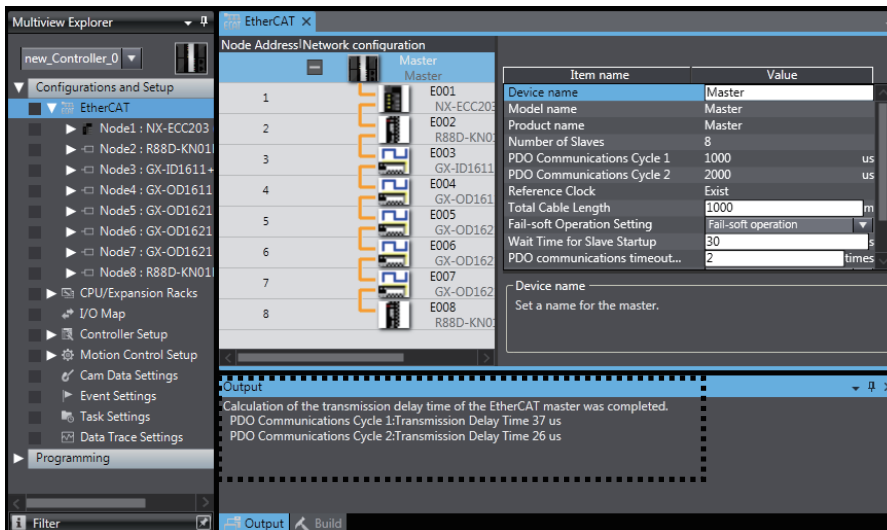 Multiview Explorer
new_Controller_0
Configurations and Setup
EtherCAT
Node1 : NX-ECC203
Node2 : R88D-KN01
Node3 : GX-ID1611+
Node4 : GX-OD1611
Node5 : GX-OD1621
Node6 : GX-OD1621
Node7 : GX-OD1621
Node8 : R88D-KN01
CPU/Expansion Racks
I/O Map
Controller Setup
Motion Control Setup
Cam Data Settings
Event Settings
Task Settings
Data Trace Settings
Programming
Filter
EtherCAT
Node Address Network configuration
Master
Master
1 E001
NX-ECC203
2 E002
R88D-KN01
3 E003
GX-ID1611
4 E004
GX-OD161
5 E005
GX-OD162
6 E006
GX-OD162
7 E007
GX-OD162
8 E008
R88D-KN01
Item name Value
Device name Master
Model name Master
Product name Master
Number of Slaves 8
PDO Communications Cycle 1 1000 us
PDO Communications Cycle 2 2000 us
Reference Clock Exist
Total Cable Length 1000 m
Fail-soft Operation Setting Fail-soft operation
Wait Time for Slave Startup 30 s
PDO communications timeout... 2 times
Device name
Set a name for the master.
Output
Calculation of the transmission delay time of the EtherCAT master was completed.
PDO Communications Cycle 1:Transmission Delay Time 37 us
PDO Communications Cycle 2:Transmission Delay Time 26 us
Output Build